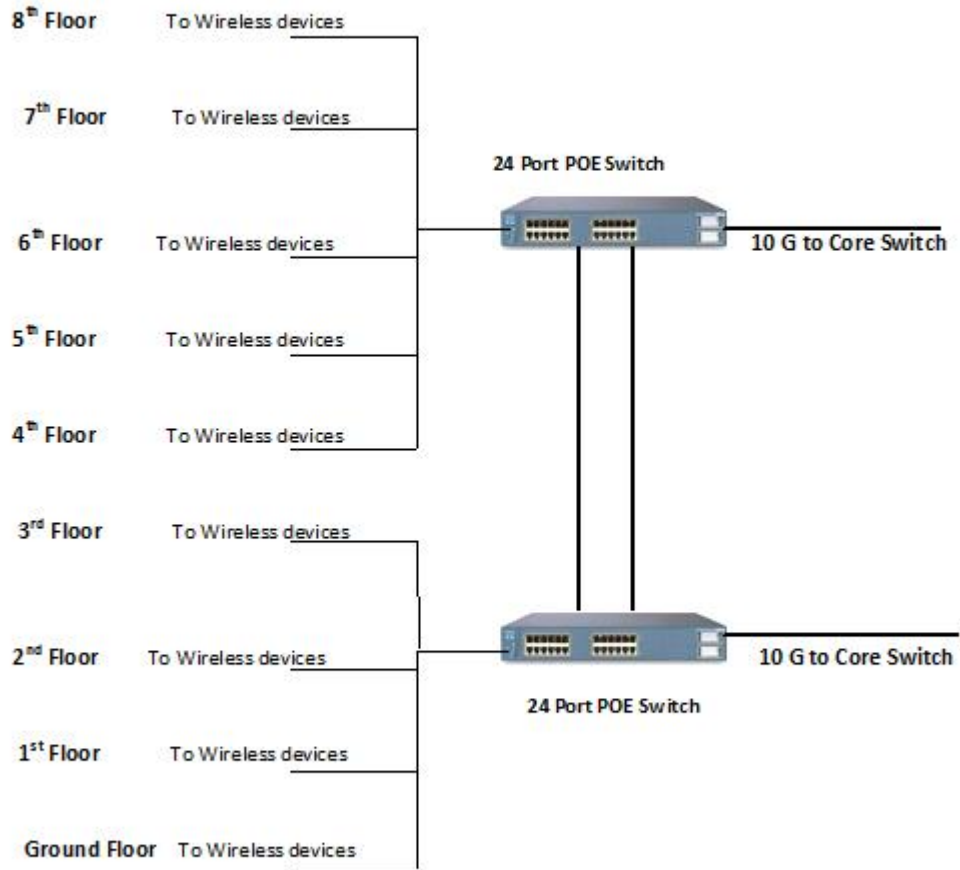 8th Floor To Wireless devices
7th Floor To Wireless devices
24 Port POE Switch
6th Floor To Wireless devices
10 G to Core Switch
5th Floor To Wireless devices
4th Floor To Wireless devices
3rd Floor To Wireless devices
2nd Floor To Wireless devices
10 G to Core Switch
24 Port POE Switch
1st Floor To Wireless devices
Ground Floor To Wireless devices